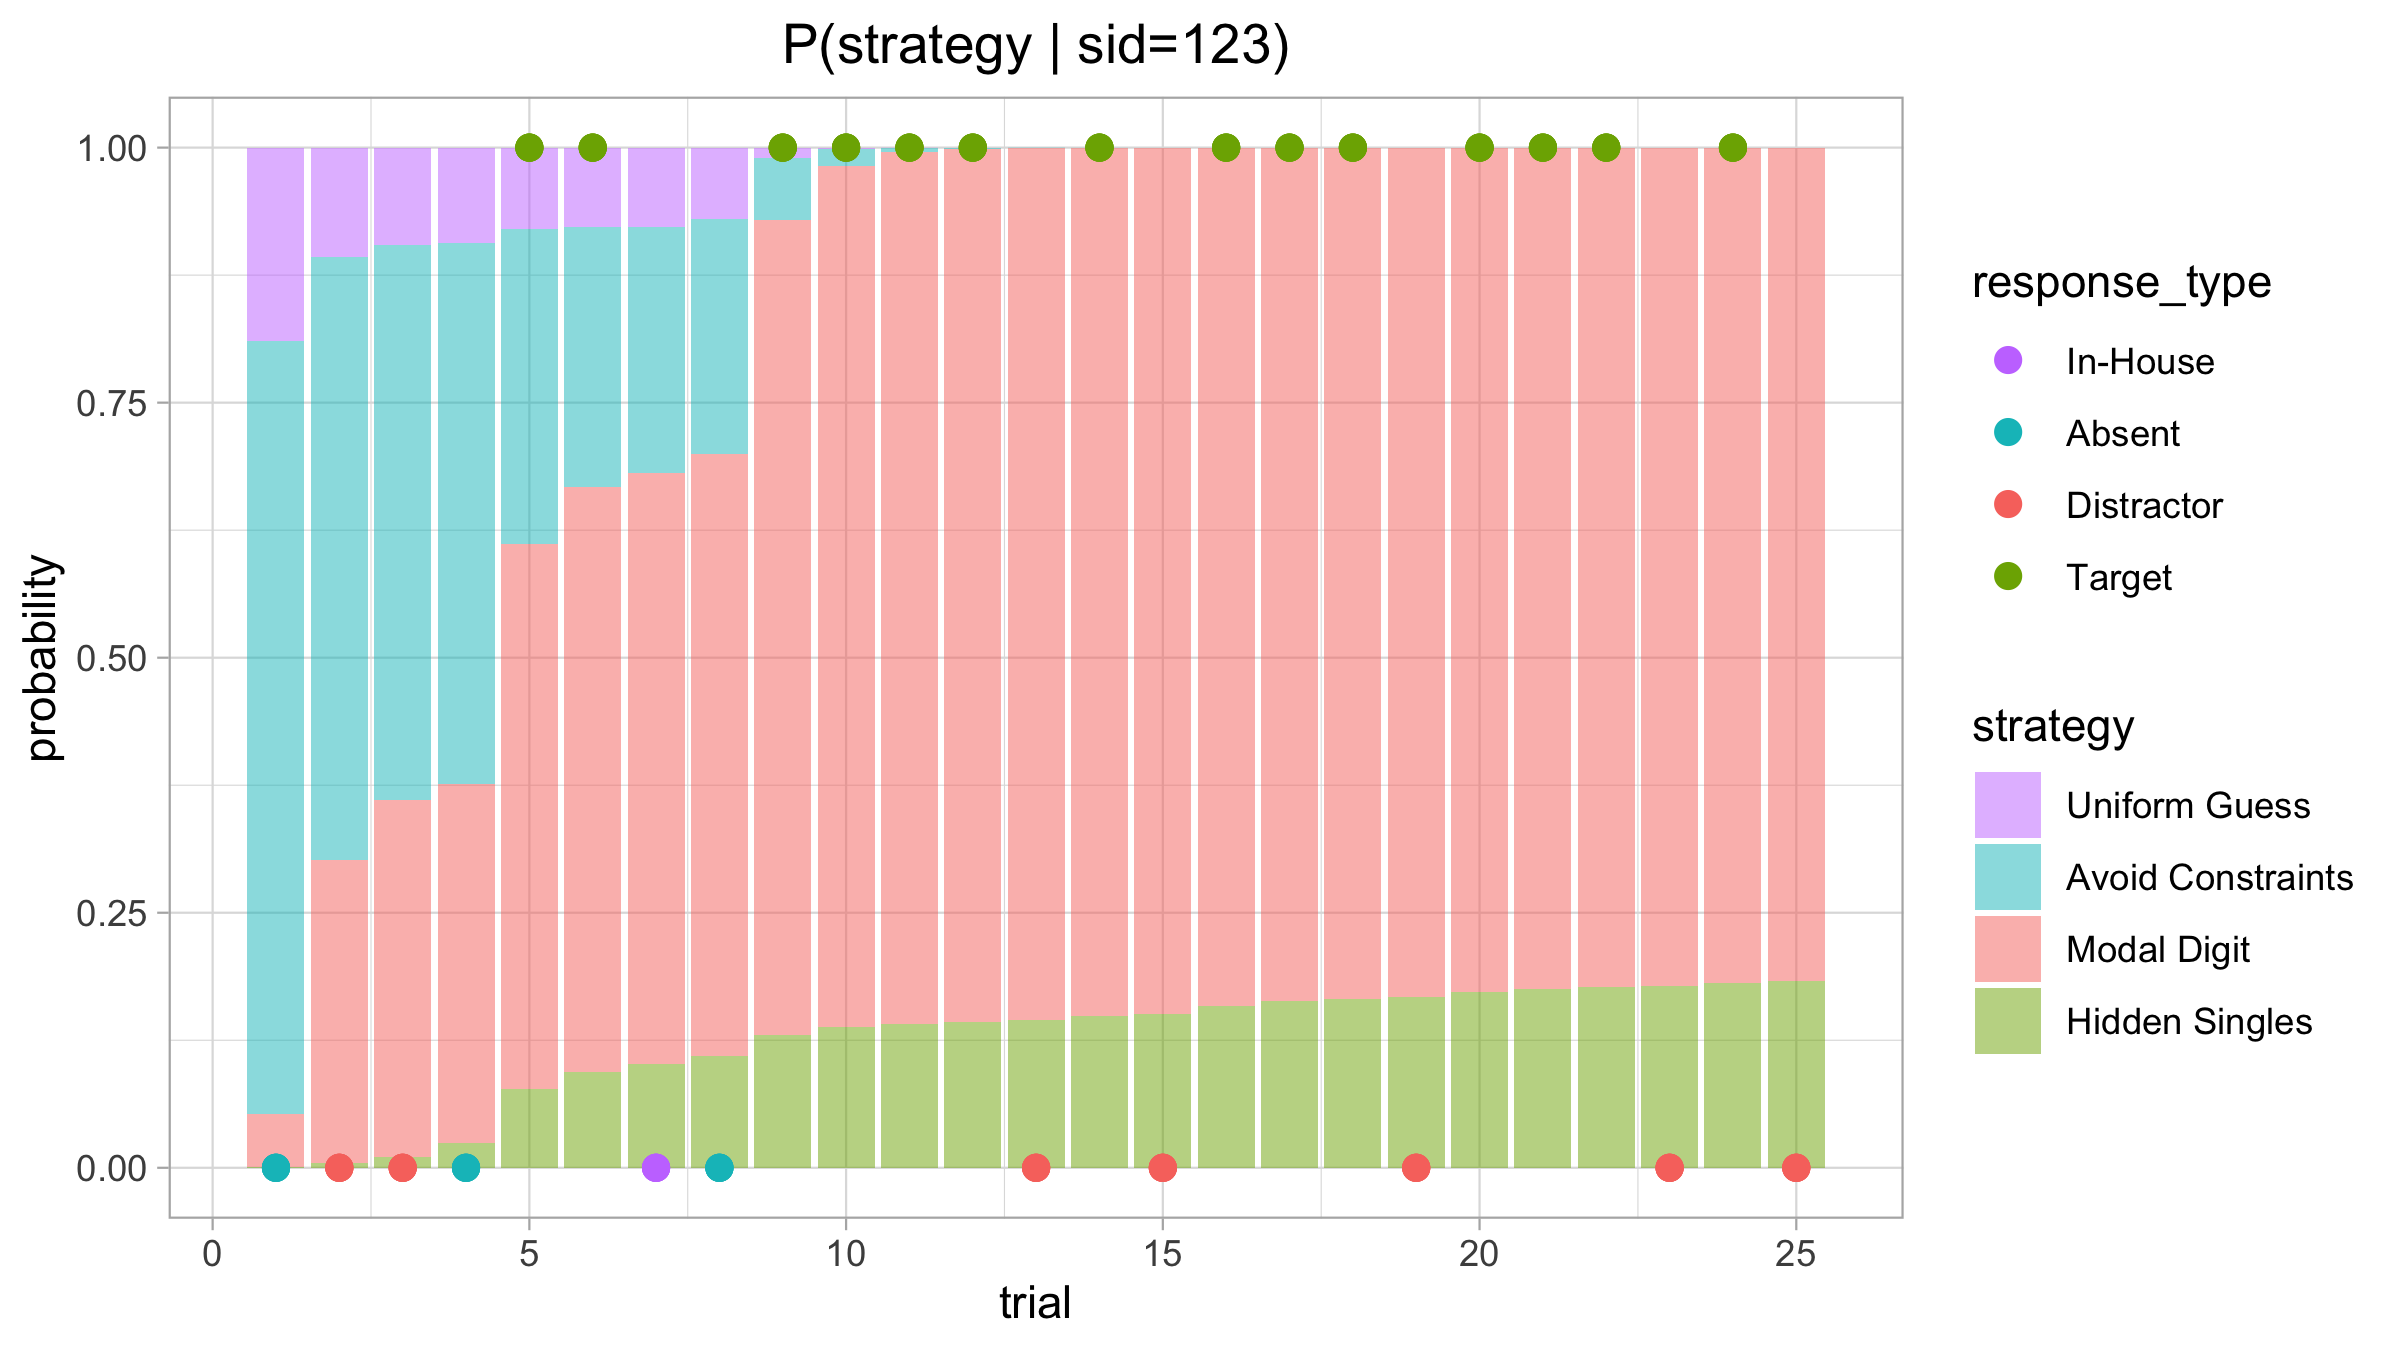 P(strategy | sid=123)
1.00
0.75
0.50
0.25
0.00
probability
0 5 10 15 20 25
trial
response_type
In-House
Absent
Distractor
Target
strategy
Uniform Guess
Avoid Constraints
Modal Digit
Hidden Singles